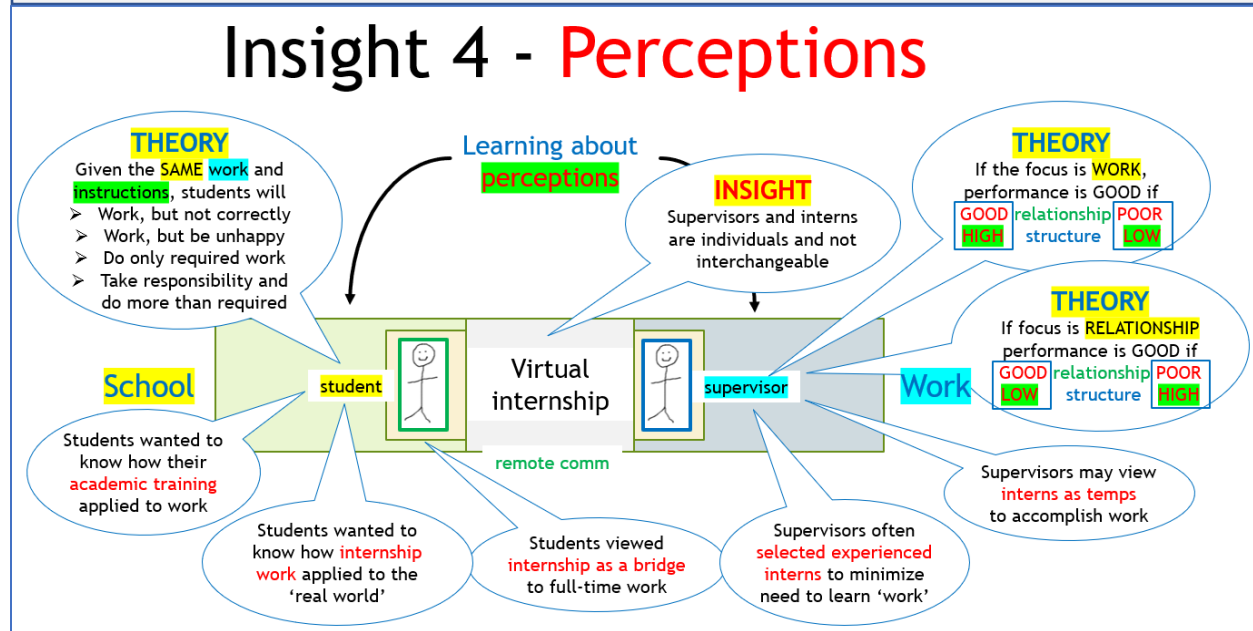 Insight 4 - Perceptions
THEORY
Given the SAME work and
instructions, students will
➢ Work, but not correctly
➢ Work, but be unhappy
➢ Do only required work
➢ Take responsibility and
do more than required
Learning about
perceptions
INSIGHT
Supervisors and interns
are individuals and not
interchangeable
THEORY
If the focus is WORK,
performance is GOOD if
GOOD relationship POOR
HIGH structure LOW
THEORY
If focus is RELATIONSHIP
performance is GOOD if
GOOD relationship POOR
LOW structure HIGH
School
student
Virtual
internship
supervisor
Work
remote comm
Students wanted to
know how their
academic training
applied to work
Students wanted to
know how internship
work applied to the
‘real world’
Students viewed
internship as a bridge
to full-time work
Supervisors often
selected experienced
interns to minimize
need to learn ‘work’
Supervisors may view
interns as temps
to accomplish work